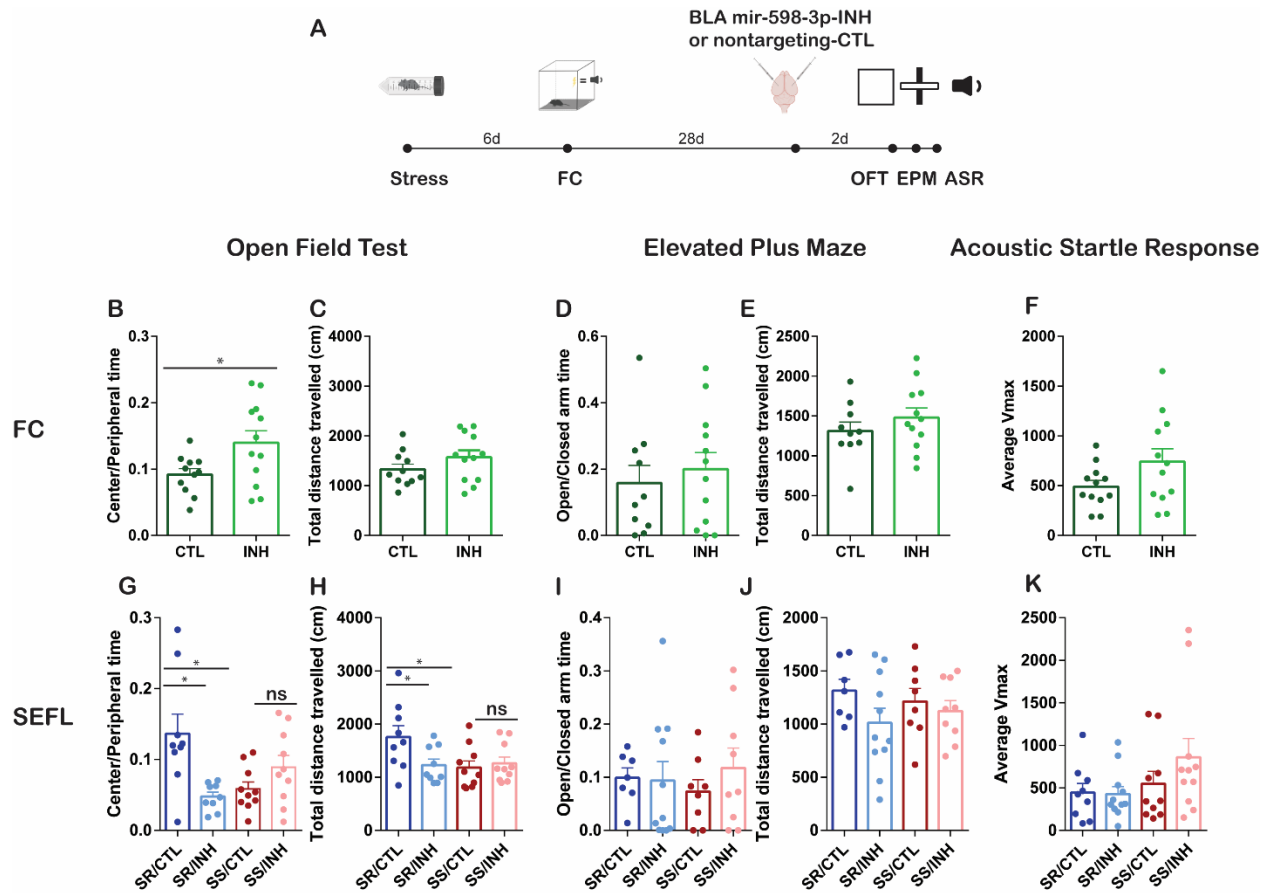 A
BLA mir-598-3p-INH
or nontargeting-CTL
6d
28d
2d
Stress
FC
OFT
EPM
ASR
Open Field Test
Elevated Plus Maze
Acoustic Startle Response
FC
B
Center/Peripheral time
0.3
0.2
0.1
0.0
*
CTL
INH
C
Total distance travelled (cm)
4000
3000
2000
1000
0
CTL
INH
D
Open/Closed arm time
0.6
0.4
0.2
0.0
CTL
INH
E
Total distance travelled (cm)
2500
2000
1500
1000
500
0
CTL
INH
F
Average Vmax
2000
1500
1000
500
0
CTL
INH
SEFL
G
Center/Peripheral time
0.3
0.2
0.1
0.0
*
*
ns
SR/CTL
SR/INH
SS/CTL
SS/INH
H
Total distance travelled (cm)
4000
3000
2000
1000
0
*
*
ns
SR/CTL
SR/INH
SS/CTL
SS/INH
I
Open/Closed arm time
0.4
0.3
0.2
0.1
0.0
SR/CTL
SR/INH
SS/CTL
SS/INH
J
Total distance travelled (cm)
2000
1500
1000
500
0
SR/CTL
SR/INH
SS/CTL
SS/INH
K
Average Vmax
2500
2000
1500
1000
500
0
SR/CTL
SR/INH
SS/CTL
SS/INH